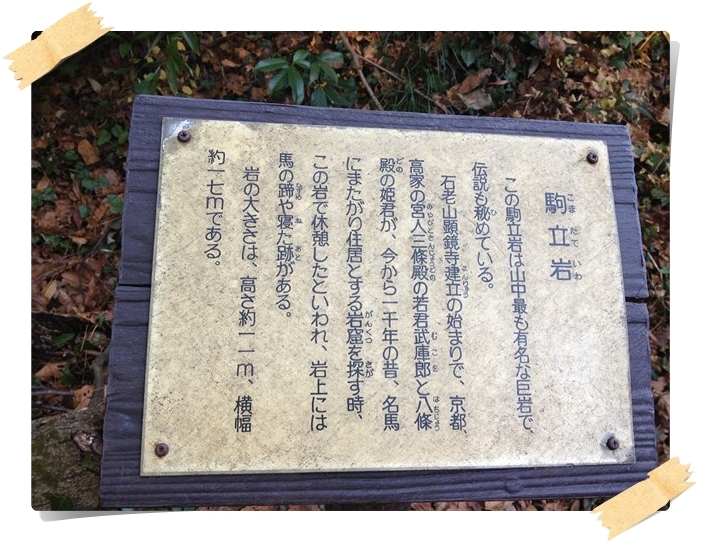 駒立岩
この駒立岩は山中最も有名な巨岩で、
伝説も秘めている。
石老山顕鏡寺建立の始まりで、京都、
高家の宮人三條殿の若君武庫郎と八條
殿の姫君が、今から一千年の昔、名馬
にまたがり住居とする岩窟を探す時、
この岩で休憩したといわれ、岩上には
馬の蹄や寝た跡がある。
岩の大きさは、高さ約一一m、横幅
約一七mである。